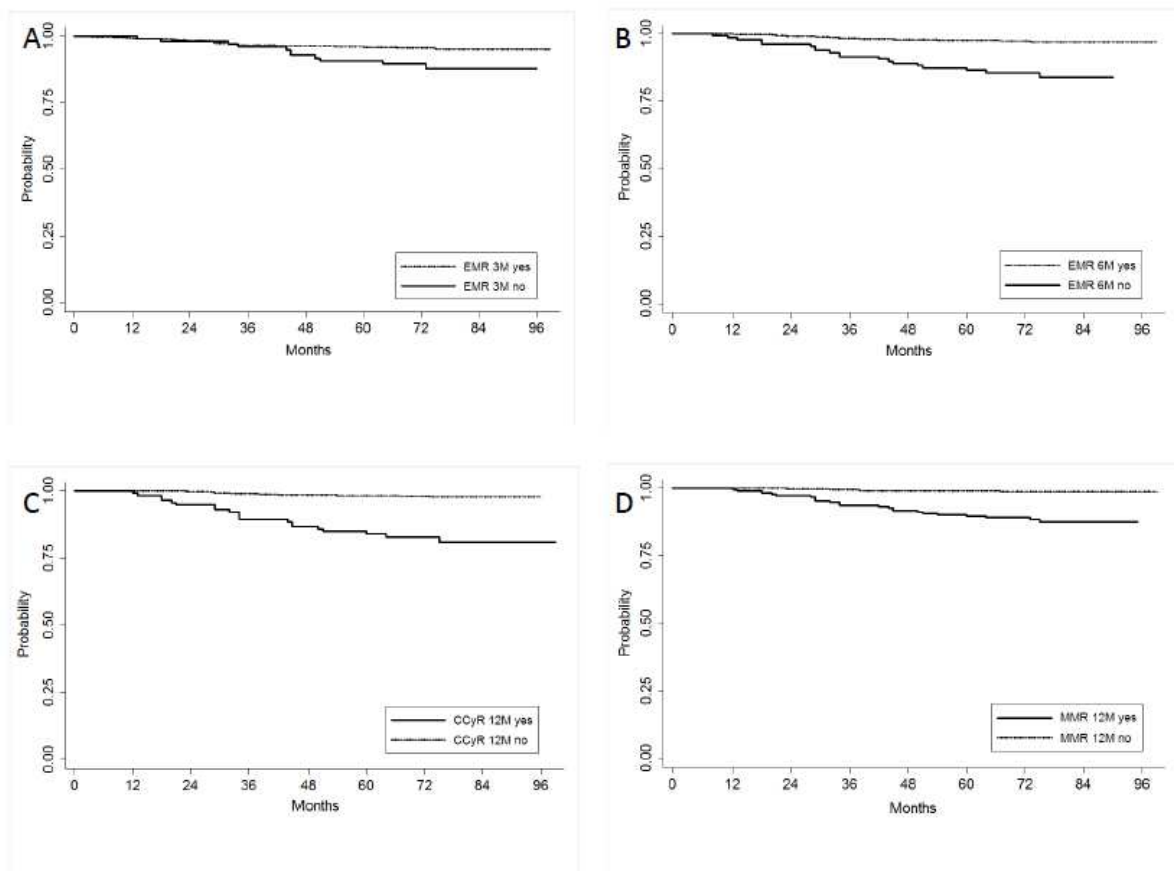 A
1.00
0.75
0.50
0.25
0.00
Probability
EMR 3M yes
EMR 3M no
0 12 24 36 48 60 72 84 96
Months
B
1.00
0.75
0.50
0.25
0.00
Probability
EMR 6M yes
EMR 6M no
0 12 24 36 48 60 72 84 96
Months
C
1.00
0.75
0.50
0.25
0.00
Probability
CCyR 12M yes
CCyR 12M no
0 12 24 36 48 60 72 84 96
Months
D
1.00
0.75
0.50
0.25
0.00
Probability
MMR 12M yes
MMR 12M no
0 12 24 36 48 60 72 84 96
Months